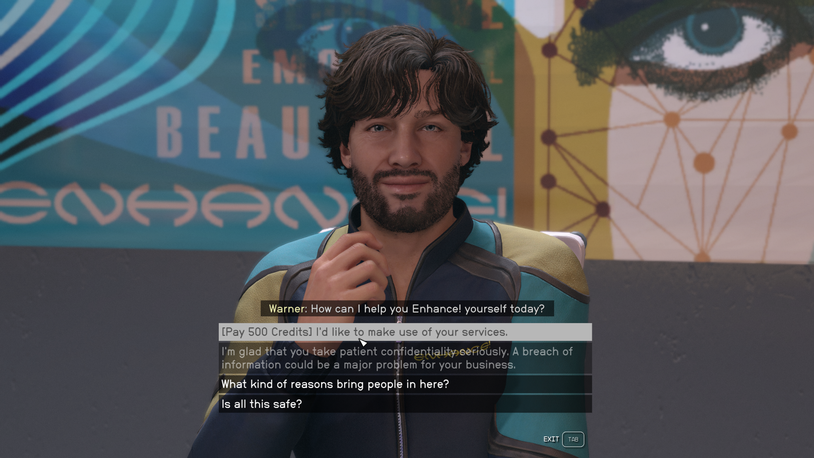 EMO
BEAU
ENHANCE!
Warner: How can I help you Enhance! yourself today?
[Pay 500 Credits] I'd like to make use of your services.
I'm glad that you take patient confidentiality seriously. A breach of
information could be a major problem for your business.
What kind of reasons bring people in here?
Is all this safe?
EXIT TAB